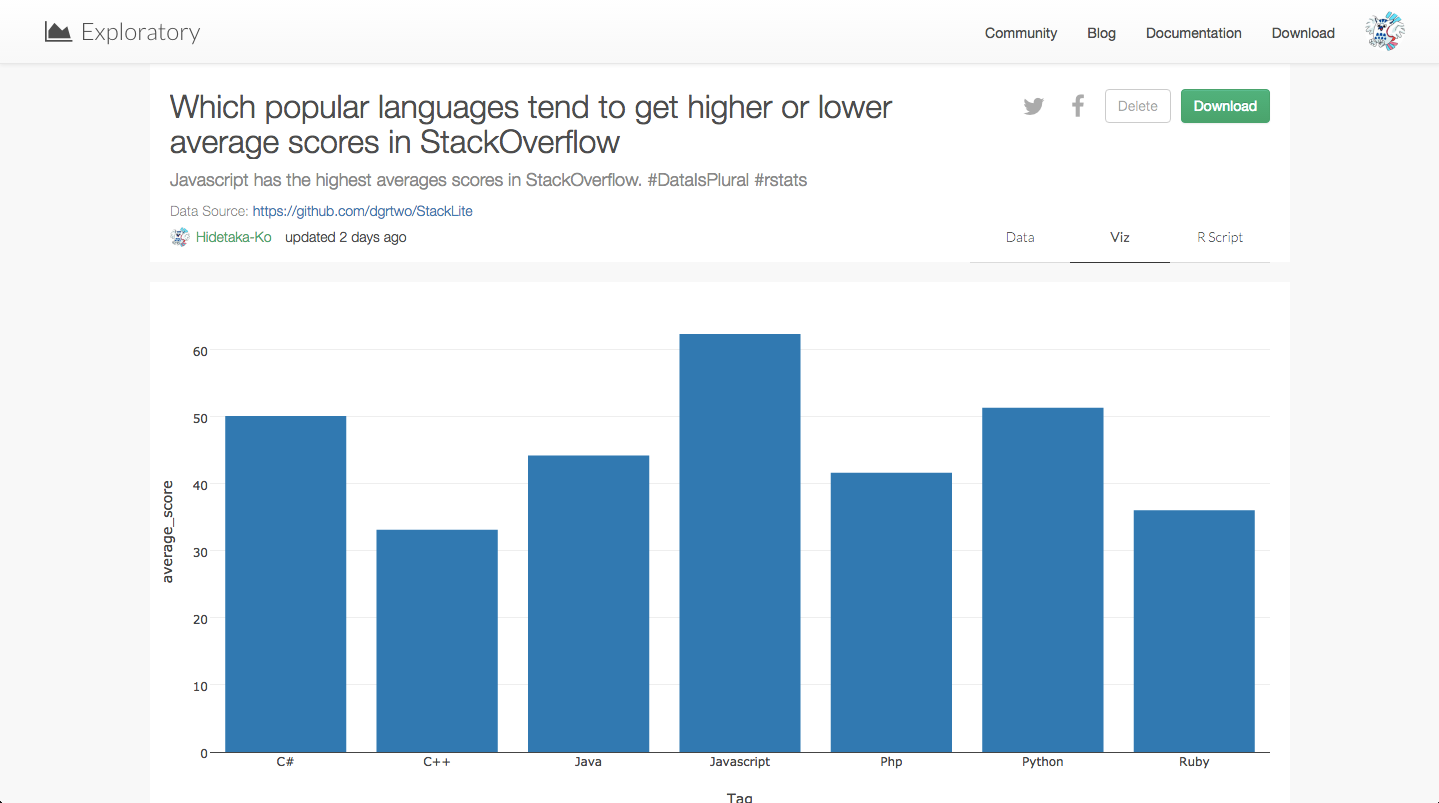 Exploratory
Community Blog Documentation Download
Which popular languages tend to get higher or lower
average scores in StackOverflow
Delete Download
Javascript has the highest averages scores in StackOverflow. #DataIsPlural #rstats
Data Source: https://github.com/dgrtwo/StackLite
Hidetaka-Ko updated 2 days ago
Data Viz R Script
60
50
40
30
20
10
0
average_score
C# C++ Java Javascript Php Python Ruby
Tag